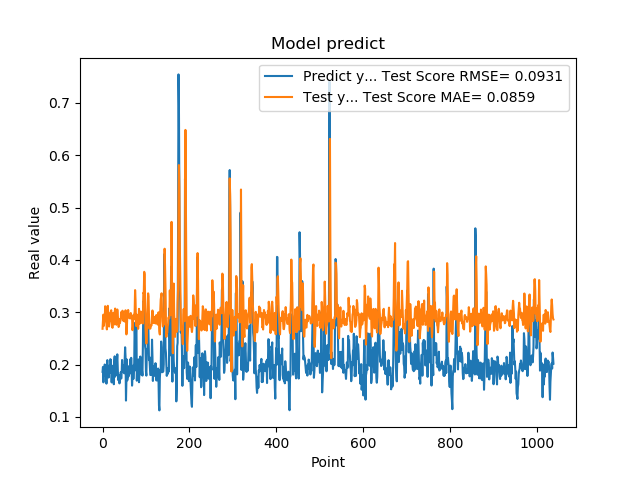 Model predict
Predict y... Test Score RMSE= 0.0931
Test y... Test Score MAE= 0.0859
Real value
0.7
0.6
0.5
0.4
0.3
0.2
0.1
0 200 400 600 800 1000
Point